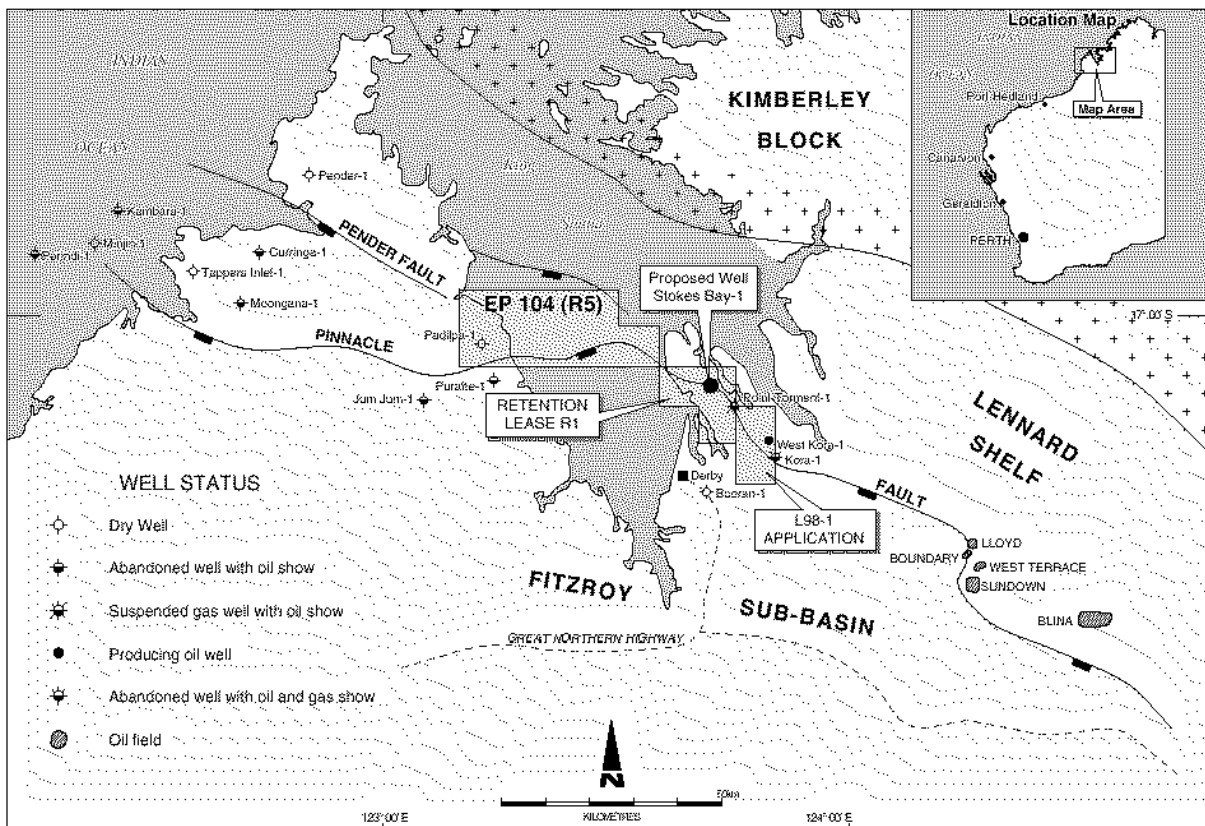 Location Map
INDIAN
OCEAN
Port Hedland
Map Area
Carnarvon
Geraldton
PERTH
INDIAN
OCEAN
KIMBERLEY
BLOCK
King
Sound
Pender-1
Kambara-1
Minjin-1
Perindi-1
Curringa-1
Tappers Inlet-1
Moongana-1
PENDER FAULT
Proposed Well
Stokes Bay-1
EP 104 (R5)
17°00'S
PINNACLE
Padilpa-1
Puratte-1
Jum Jum-1
RETENTION
LEASE R1
Point Torment-1
West Kora-1
Kora-1
Derby
Booran-1
LENNARD
SHELF
FAULT
L98-1
APPLICATION
LLOYD
BOUNDARY
WEST TERRACE
SUNDOWN
BLINA
FITZROY
SUB-BASIN
GREAT NORTHERN HIGHWAY
WELL STATUS
Dry Well
Abandoned well with oil show
Suspended gas well with oil show
Producing oil well
Abandoned well with oil and gas show
Oil field
N
50km
KILOMETRES
123°00'E
124°00'E